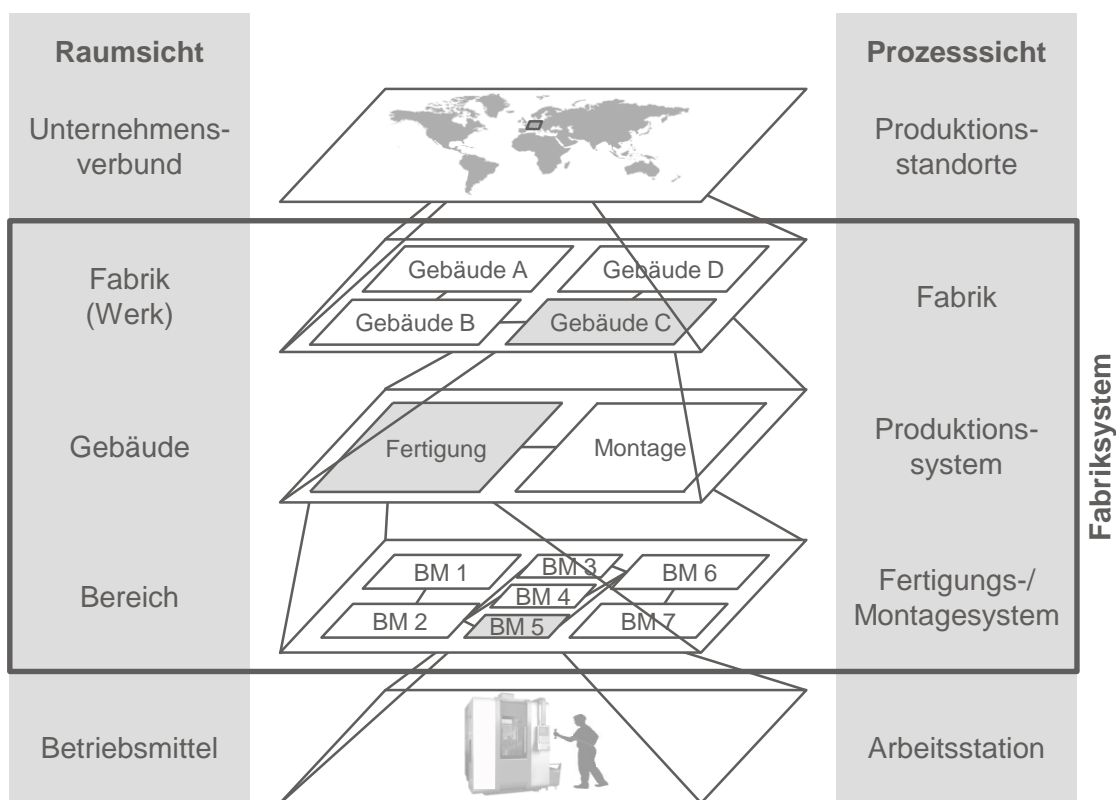 Raumsicht
Prozesssicht
Unternehmens-
verbund
Produktions-
standorte
Fabrik
(Werk)
Gebäude A
Gebäude D
Gebäude B
Gebäude C
Fabrik
Gebäude
Fertigung
Montage
Produktions-
system
Bereich
BM 1
BM 3
BM 6
BM 4
BM 2
BM 5
BM 7
Fertigungs-/
Montagesystem
Fabriksystem
Betriebsmittel
Arbeitsstation